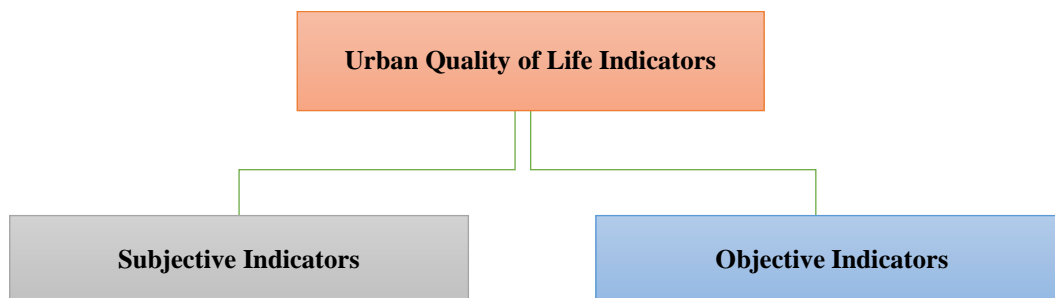 Urban Quality of Life Indicators
Subjective Indicators
Objective Indicators